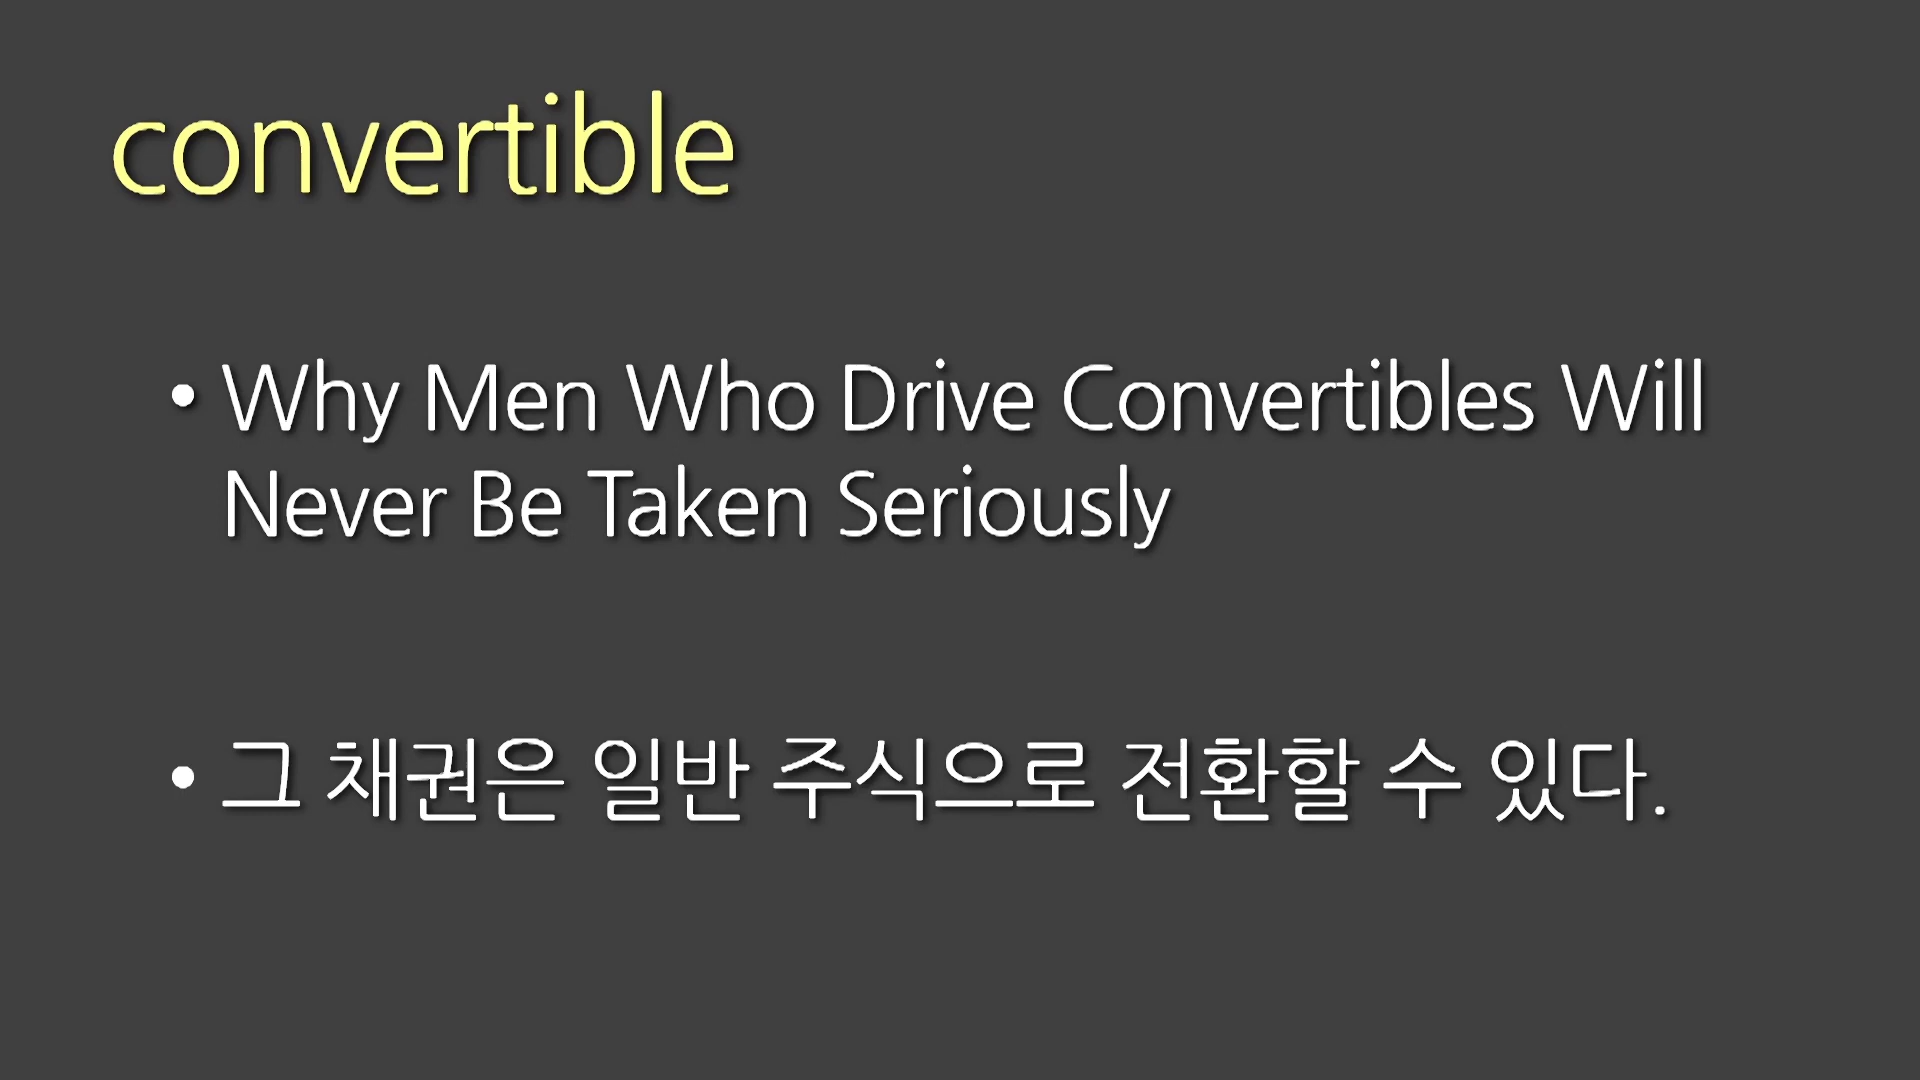 convertible
• Why Men Who Drive Convertibles Will
Never Be Taken Seriously
• 그 채권은 일반 주식으로 전환할 수 있다.